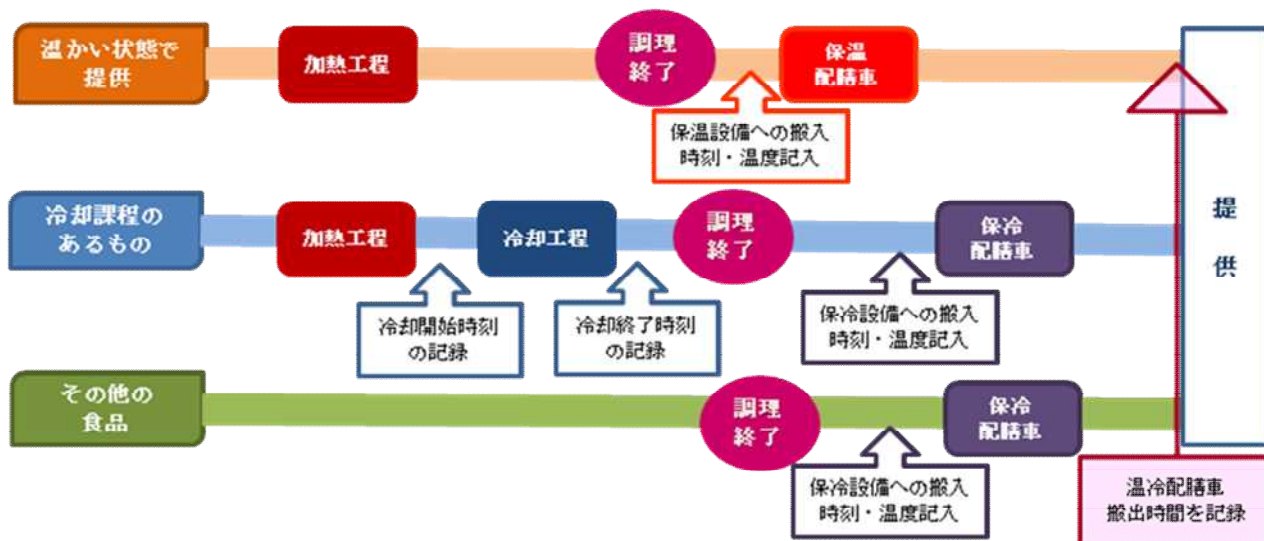 温かい状態で
提供
加熱工程
調理
終了
保温
配膳車
保温設備への搬入
時刻・温度記入
冷却課程の
あるもの
加熱工程
冷却工程
調理
終了
保冷
配膳車
冷却開始時刻
の記録
冷却終了時刻
の記録
保冷設備への搬入
時刻・温度記入
その他の
食品
調理
終了
保冷
配膳車
保冷設備への搬入
時刻・温度記入
提
供
温冷配膳車
搬出時間を記録